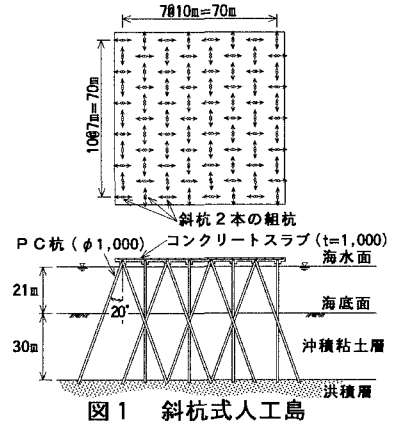 7@10m=70m
10@7m=70m
斜杭2本の組杭
PC杭(φ1,000)
コンクリートスラブ(t=1,000)
海水面
21m
20°
海底面
30m
沖積粘土層
洪積層
図1 斜杭式人工島